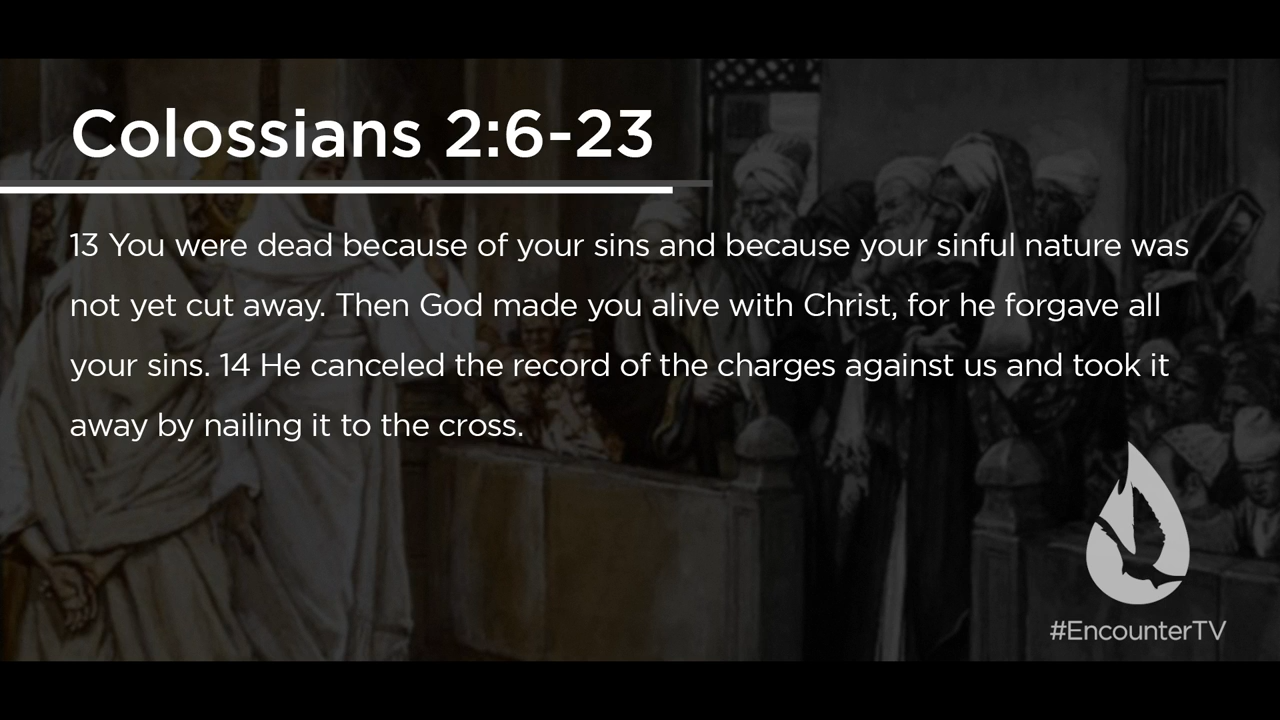 Colossians 2:6-23
13 You were dead because of your sins and because your sinful nature was
not yet cut away. Then God made you alive with Christ, for he forgave all
your sins. 14 He canceled the record of the charges against us and took it
away by nailing it to the cross.
#EncounterTV